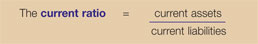 The current ratio = current assets
current liabilities